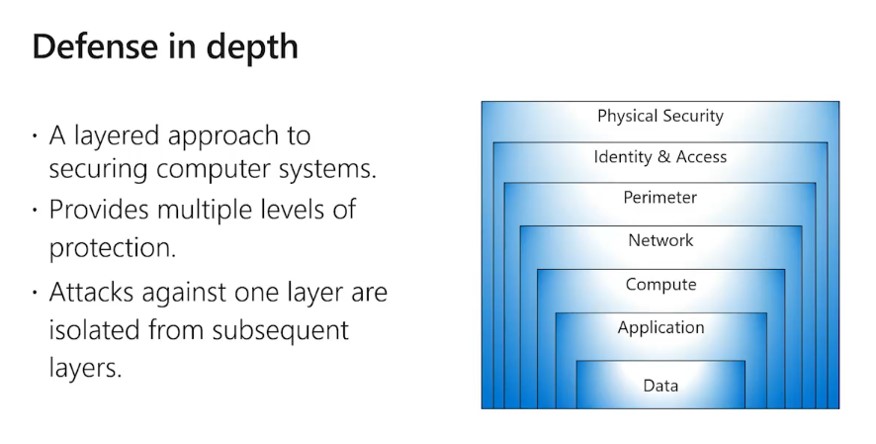 Defense in depth
· A layered approach to
securing computer systems.
· Provides multiple levels of
protection.
· Attacks against one layer are
isolated from subsequent
layers.
Physical Security
Identity & Access
Perimeter
Network
Compute
Application
Data